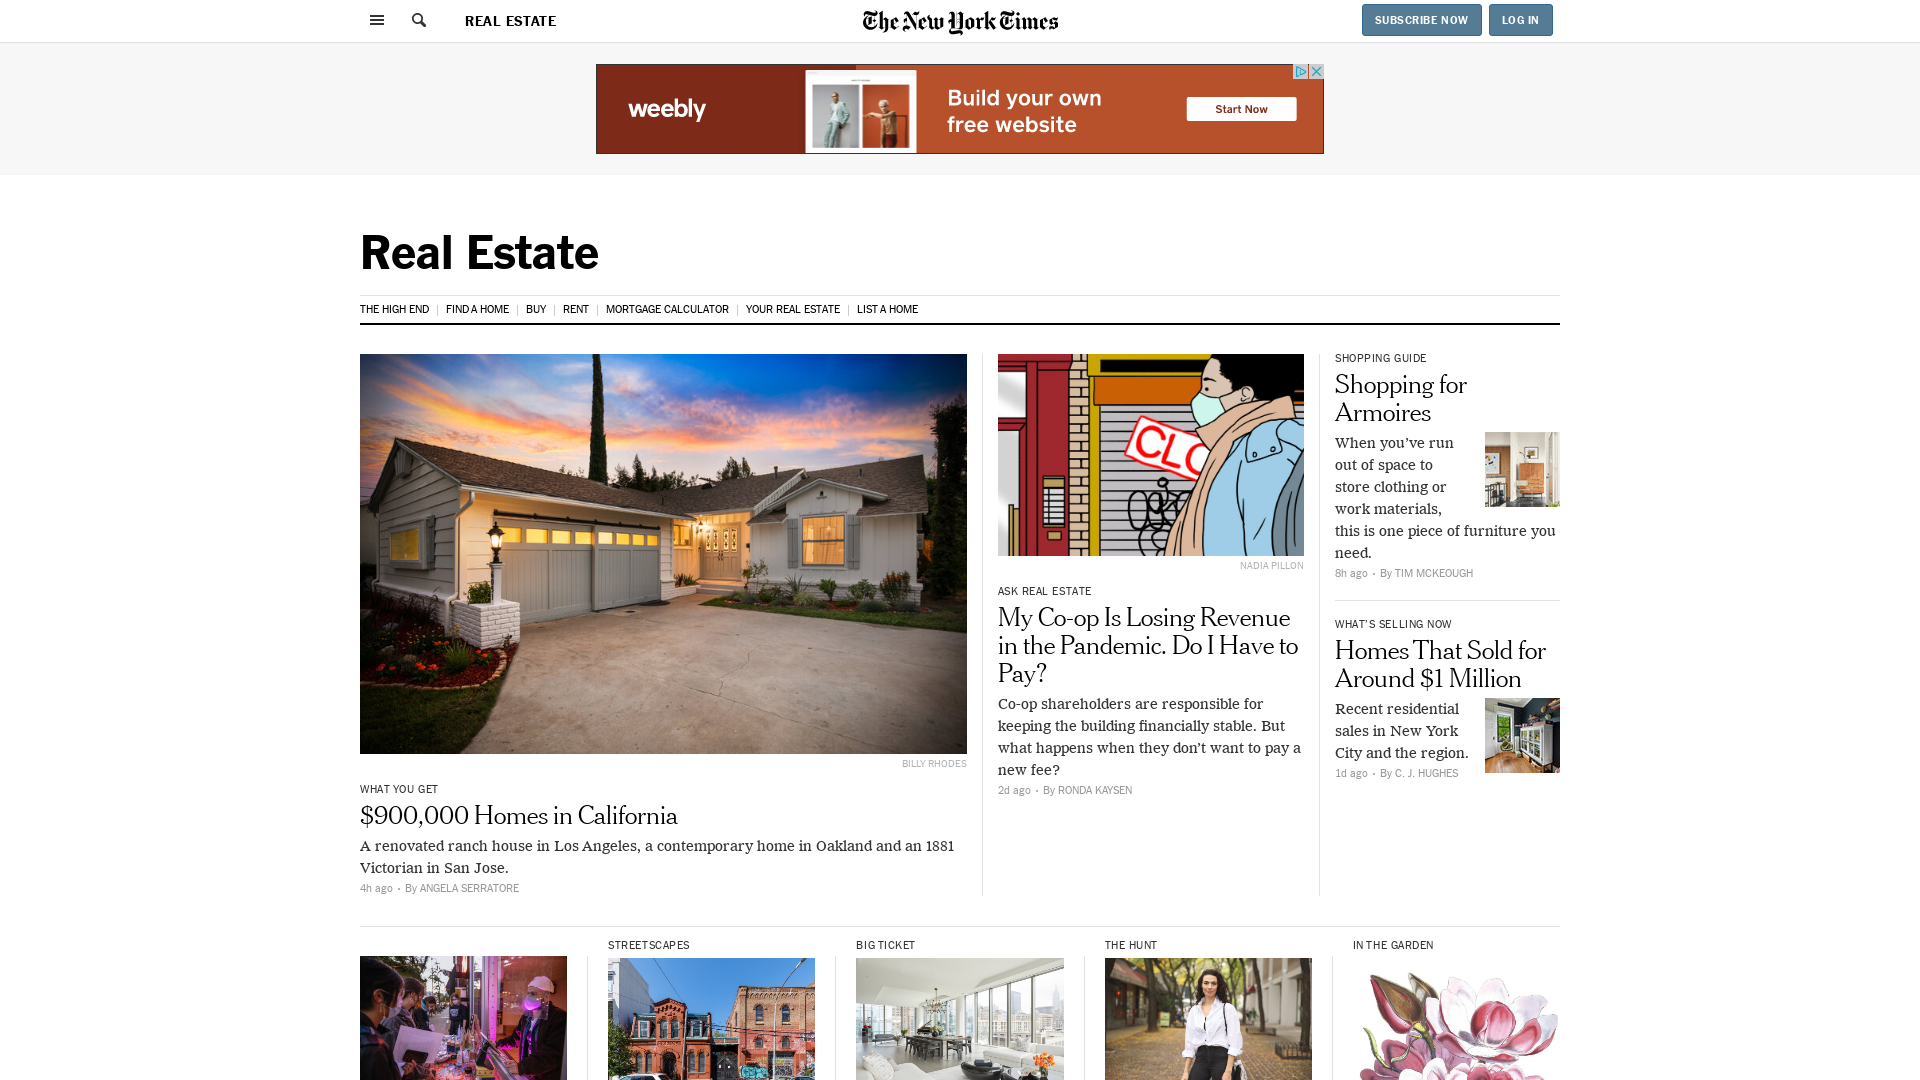 REAL ESTATE
The New York Times
SUBSCRIBE NOW
LOG IN
weebly
Build your own
free website
Start Now
Real Estate
THE HIGH END
FIND A HOME
BUY
RENT
MORTGAGE CALCULATOR
YOUR REAL ESTATE
LIST A HOME
BILLY RHODES
WHAT YOU GET
$900,000 Homes in California
A renovated ranch house in Los Angeles, a contemporary home in Oakland and an 1881
Victorian in San Jose.
4h ago • By ANGELA SERRATORE
CLO
NADIA PILLON
ASK REAL ESTATE
My Co-op Is Losing Revenue
in the Pandemic. Do I Have to
Pay?
Co-op shareholders are responsible for
keeping the building financially stable. But
what happens when they don’t want to pay a
new fee?
2d ago • By RONDA KAYSEN
SHOPPING GUIDE
Shopping for
Armoires
When you’ve run
out of space to
store clothing or
work materials,
this is one piece of furniture you
need.
8h ago • By TIM MCKEOUGH
WHAT’S SELLING NOW
Homes That Sold for
Around $1 Million
Recent residential
sales in New York
City and the region.
1d ago • By C. J. HUGHES
STREETSCAPES
BIG TICKET
THE HUNT
IN THE GARDEN